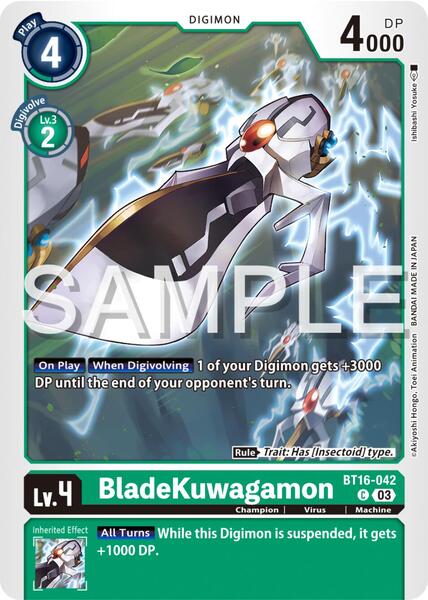 DIGIMON
Play
4
DP
4000
Digivolve
Lv.3
2
Ishibashi Yosuke
©Akiyoshi Hongo, Toei Animation BANDAI MADE IN JAPAN
SAMPLE
On Play When Digivolving 1 of your Digimon gets +3000
DP until the end of your opponent's turn.
Rule Trait: Has [Insectoid] type.
Lv.4
BladeKuwagamon
BT16-042
C 03
Champion Virus Machine
Inherited Effect
All Turns While this Digimon is suspended, it gets
+1000 DP.